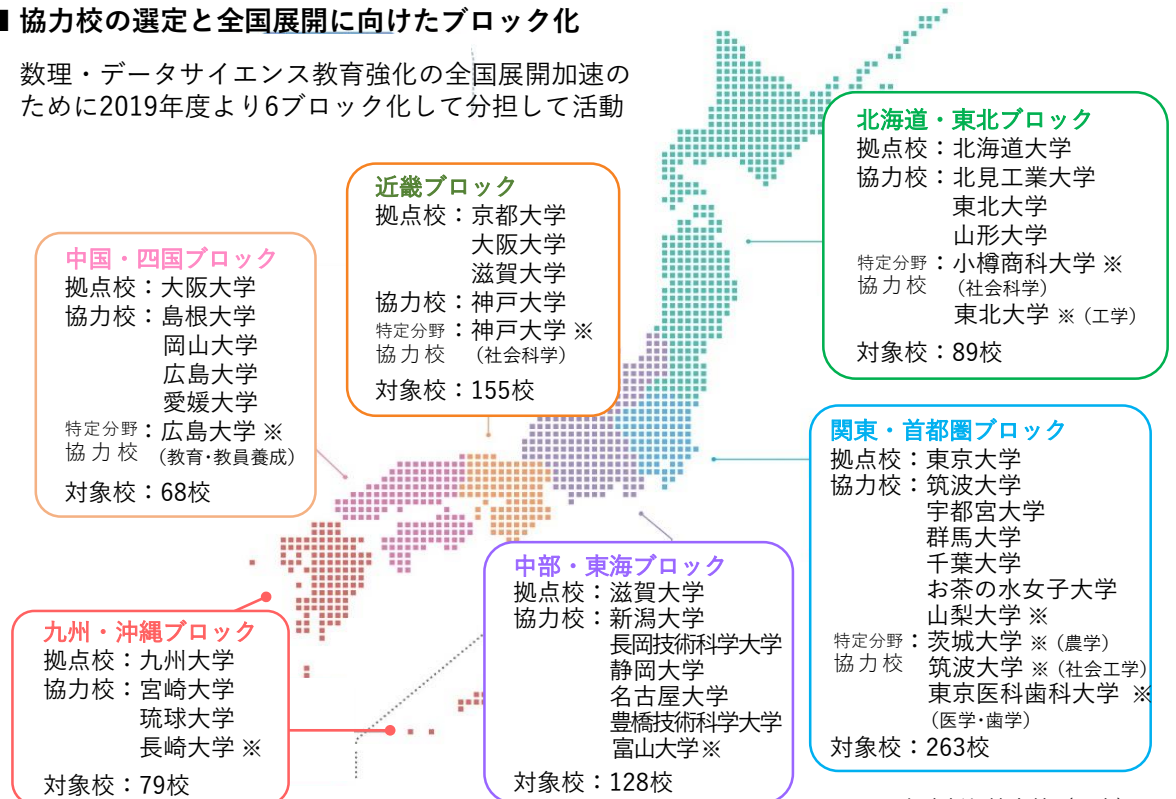 ■ 協力校の選定と全国展開に向けたブロック化
数理・データサイエンス教育強化の全国展開加速の
ために2019年度より6ブロック化して分担して活動
北海道・東北ブロック
拠点校：北海道大学
協力校：北見工業大学
東北大学
山形大学
特定分野協力校：小樽商科大学 ※
（社会科学）
東北大学 ※（工学）
対象校：89校
近畿ブロック
拠点校：京都大学
大阪大学
滋賀大学
協力校：神戸大学
特定分野協力校：神戸大学 ※
（社会科学）
対象校：155校
中国・四国ブロック
拠点校：大阪大学
協力校：島根大学
岡山大学
広島大学
愛媛大学
特定分野協力校：広島大学 ※
（教育・教員養成）
対象校：68校
関東・首都圏ブロック
拠点校：東京大学
協力校：筑波大学
宇都宮大学
群馬大学
千葉大学
お茶の水女子大学
山梨大学 ※
特定分野協力校：茨城大学 ※（農学）
筑波大学 ※（社会工学）
東京医科歯科大学 ※
（医学・歯学）
対象校：263校
中部・東海ブロック
拠点校：滋賀大学
協力校：新潟大学
長岡技術科学大学
静岡大学
名古屋大学
豊橋技術科学大学
富山大学※
対象校：128校
九州・沖縄ブロック
拠点校：九州大学
協力校：宮崎大学
琉球大学
長崎大学 ※
対象校：79校